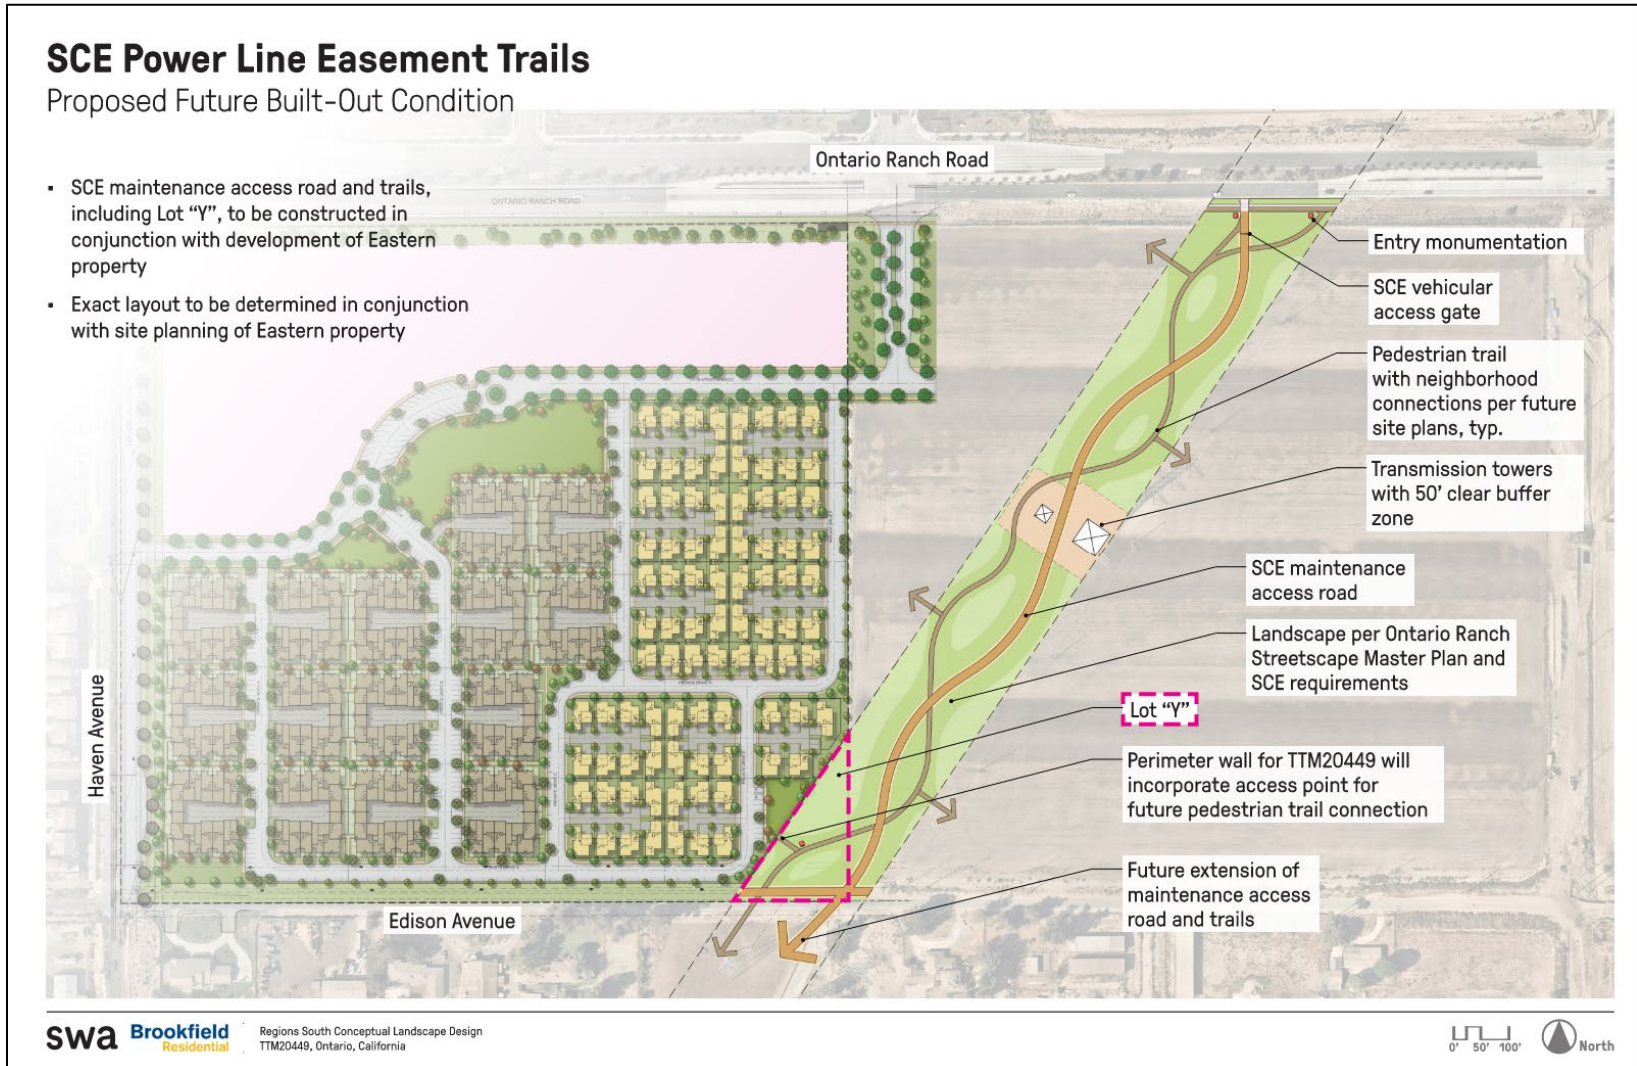 SCE Power Line Easement Trails
Proposed Future Built-Out Condition
▪ SCE maintenance access road and trails,
including Lot “Y”, to be constructed in
conjunction with development of Eastern
property
▪ Exact layout to be determined in conjunction
with site planning of Eastern property
Ontario Ranch Road
ONTARIO RANCH ROAD
Entry monumentation
SCE vehicular
access gate
Pedestrian trail
with neighborhood
connections per future
site plans, typ.
Transmission towers
with 50’ clear buffer
zone
SCE maintenance
access road
Landscape per Ontario Ranch
Streetscape Master Plan and
SCE requirements
Lot “Y”
Perimeter wall for TTM20449 will
incorporate access point for
future pedestrian trail connection
Future extension of
maintenance access
road and trails
Haven Avenue
Edison Avenue
swa
Brookfield
Residential
Regions South Conceptual Landscape Design
TTM20449, Ontario, California
0’ 50’ 100’
North